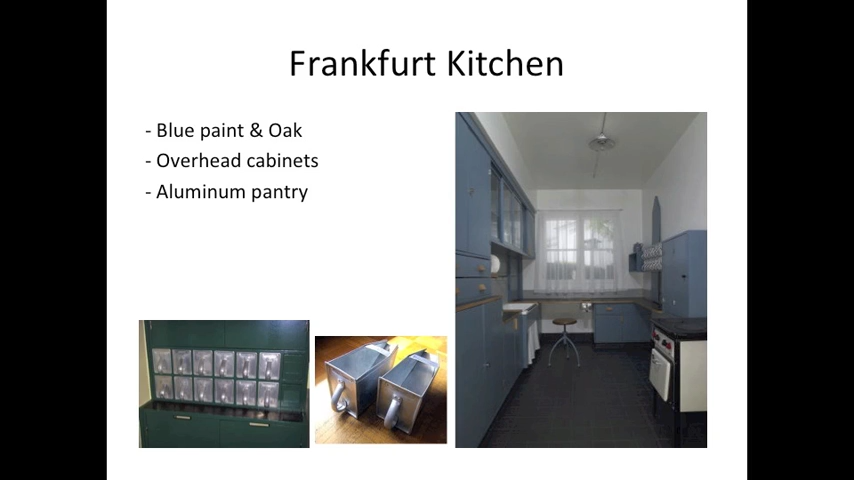 Frankfurt Kitchen
- Blue paint & Oak
- Overhead cabinets
- Aluminum pantry